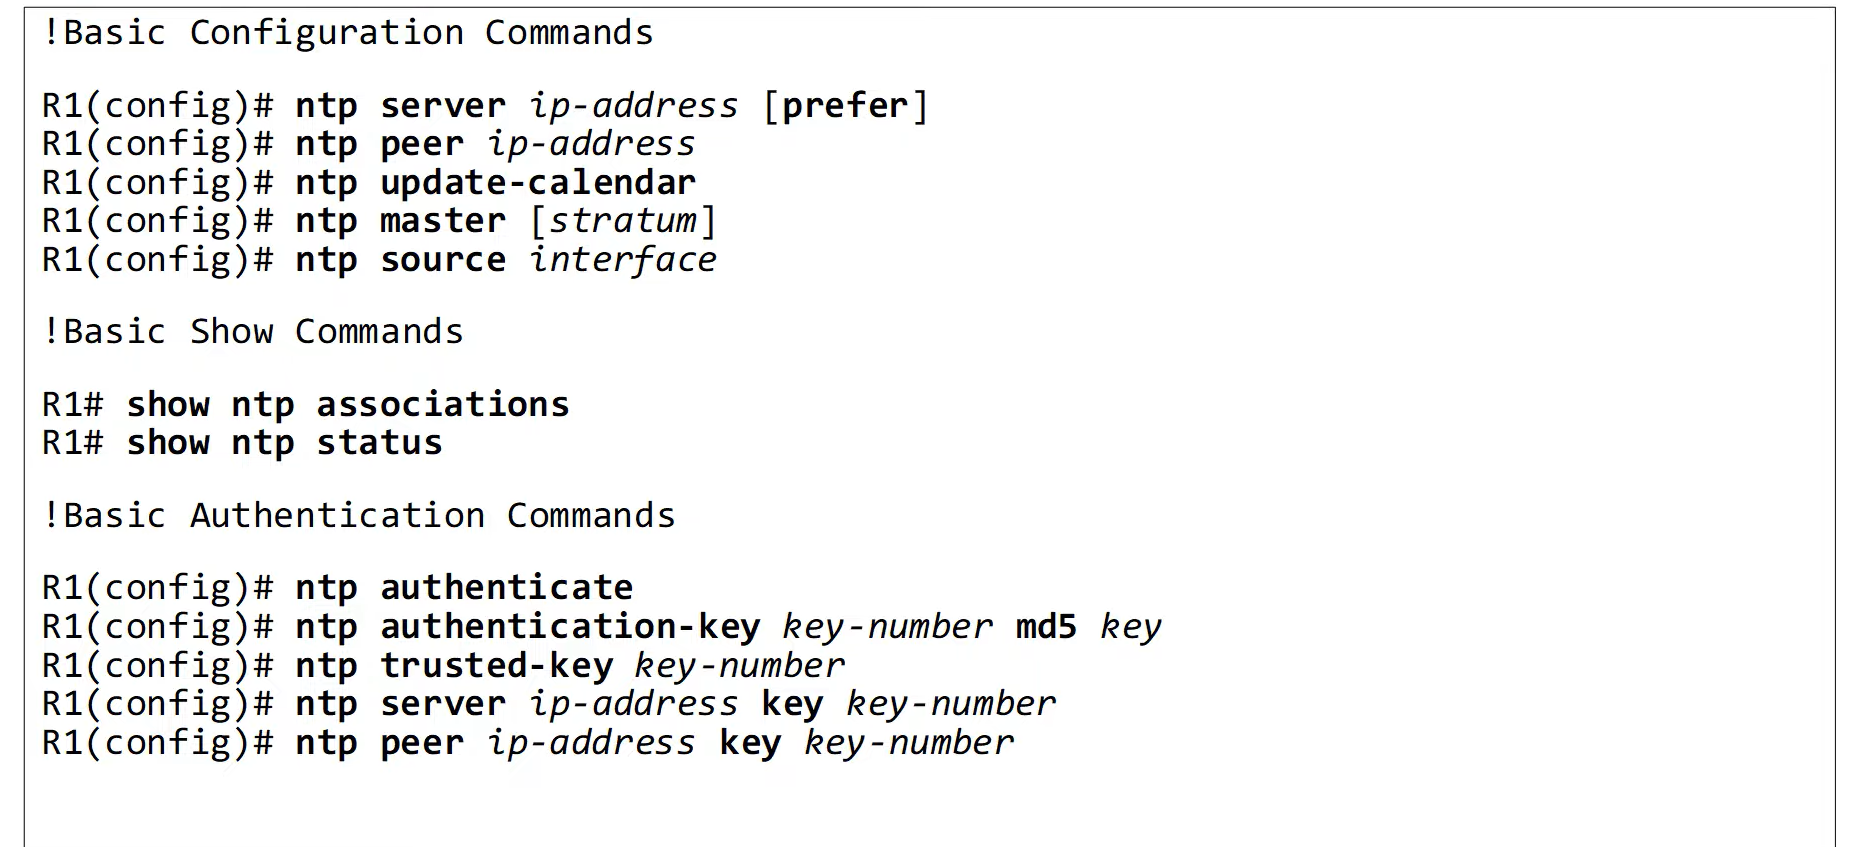 !Basic Configuration Commands
R1(config)# ntp server ip-address [prefer]
R1(config)# ntp peer ip-address
R1(config)# ntp update-calendar
R1(config)# ntp master [stratum]
R1(config)# ntp source interface
!Basic Show Commands
R1# show ntp associations
R1# show ntp status
!Basic Authentication Commands
R1(config)# ntp authenticate
R1(config)# ntp authentication-key key-number md5 key
R1(config)# ntp trusted-key key-number
R1(config)# ntp server ip-address key key-number
R1(config)# ntp peer ip-address key key-number